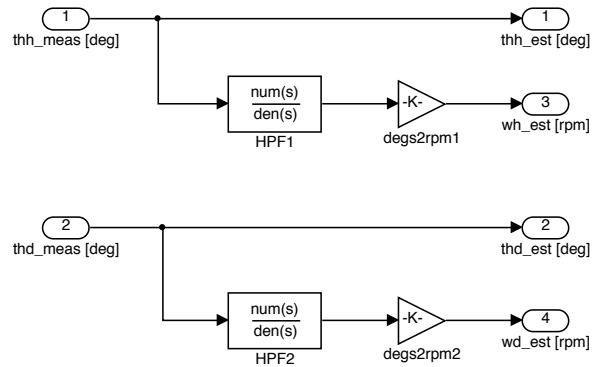 1
thh_meas [deg]
1
thh_est [deg]
num(s)
den(s)
HPF1
-K-
degs2rpm1
3
wh_est [rpm]
2
thd_meas [deg]
2
thd_est [deg]
num(s)
den(s)
HPF2
-K-
degs2rpm2
4
wd_est [rpm]